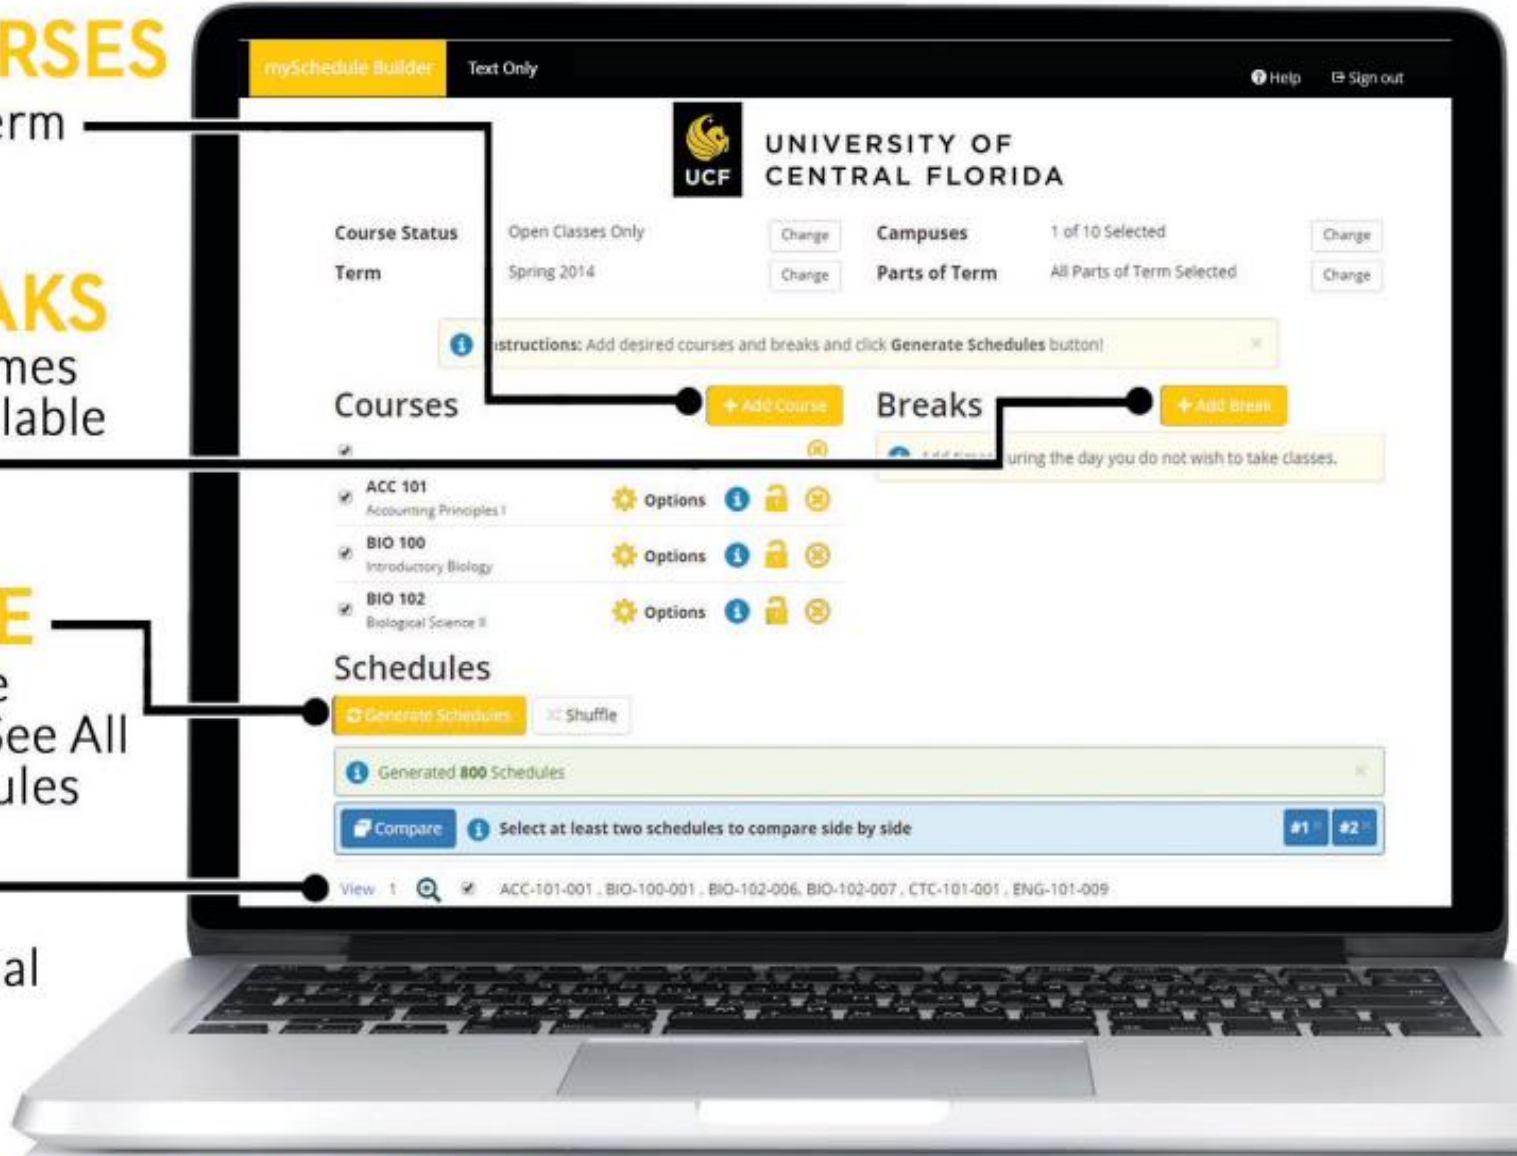 RSES
erm
AKS
mes
lable
E
e
See All
ules
al
mySchedule Builder
Text Only
Help
Sign out
UCF
UNIVERSITY OF
CENTRAL FLORIDA
Course Status Open Classes Only Change
Campuses 1 of 10 Selected Change
Term Spring 2014 Change
Parts of Term All Parts of Term Selected Change
structions: Add desired courses and breaks and click Generate Schedules button!
Courses
+ Add Course
Breaks
+ Add Break
uring the day you do not wish to take classes.
ACC 101
Accounting Principles I
Options
BIO 100
Introductory Biology
Options
BIO 102
Biological Science II
Options
Schedules
Generate Schedules
Shuffle
Generated 800 Schedules
Compare
Select at least two schedules to compare side by side
#1 #2
View 1 ACC-101-001 , BIO-100-001 , BIO-102-006, BIO-102-007 , CTC-101-001 , ENG-101-009